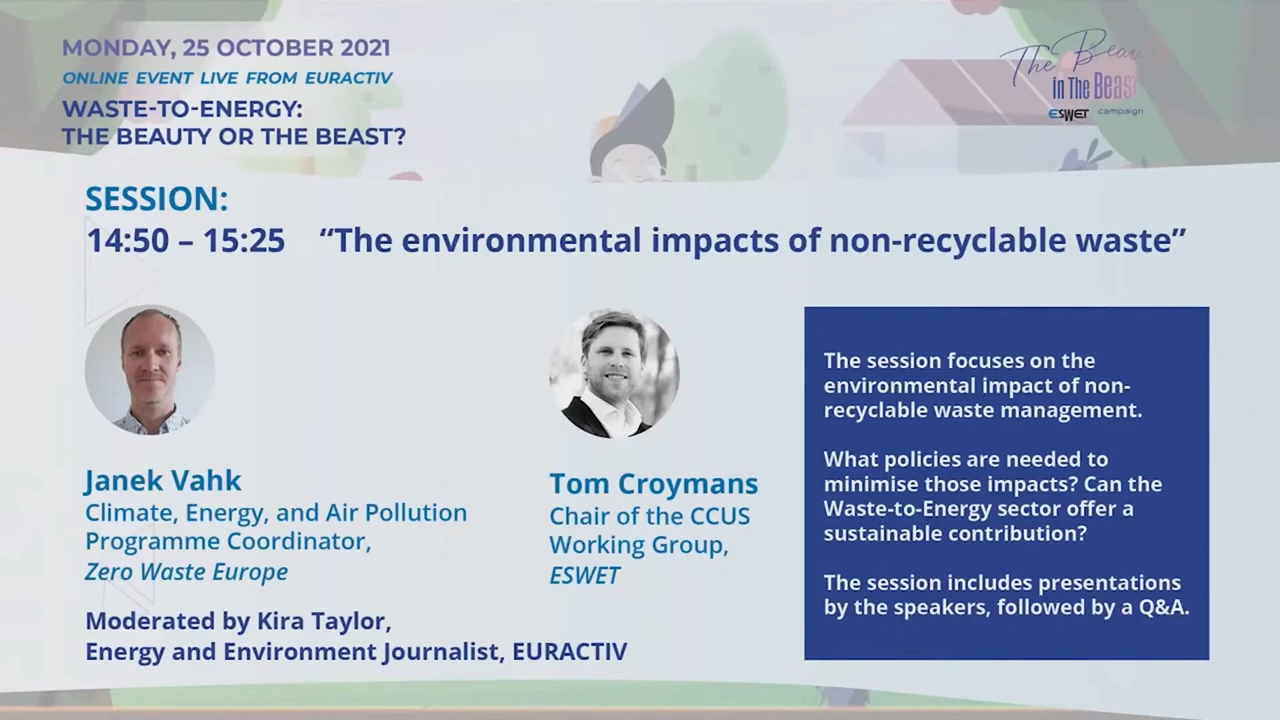 MONDAY, 25 OCTOBER 2021
ONLINE EVENT LIVE FROM EURACTIV
WASTE-TO-ENERGY:
THE BEAUTY OR THE BEAST?
The Beauty
in The Beast
ESWET campaign
SESSION:
14:50 – 15:25 “The environmental impacts of non-recyclable waste”
Janek Vahk
Climate, Energy, and Air Pollution
Programme Coordinator,
Zero Waste Europe
Tom Croymans
Chair of the CCUS
Working Group,
ESWET
Moderated by Kira Taylor,
Energy and Environment Journalist, EURACTIV
The session focuses on the
environmental impact of non-
recyclable waste management.
What policies are needed to
minimise those impacts? Can the
Waste-to-Energy sector offer a
sustainable contribution?
The session includes presentations
by the speakers, followed by a Q&A.